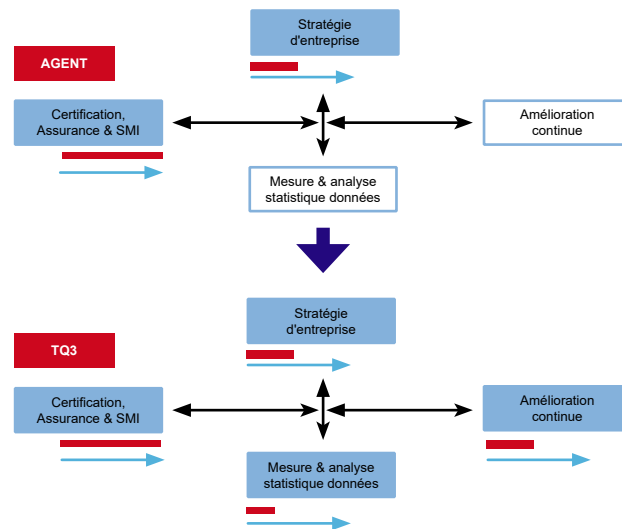 Stratégie
d'entreprise
AGENT
Certification,
Assurance & SMI
Amélioration
continue
Mesure & analyse
statistique données
Stratégie
d'entreprise
TQ3
Certification,
Assurance & SMI
Amélioration
continue
Mesure & analyse
statistique données